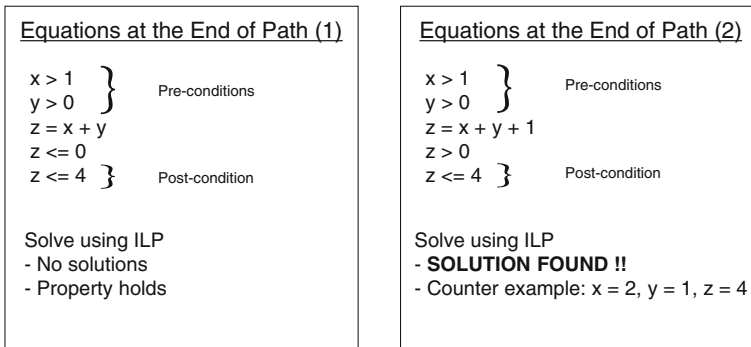 Equations at the End of Path (1)
x > 1
y > 0
Pre-conditions
z = x + y
z <= 0
z <= 4
Post-condition
Solve using ILP
- No solutions
- Property holds
Equations at the End of Path (2)
x > 1
y > 0
Pre-conditions
z = x + y + 1
z > 0
z <= 4
Post-condition
Solve using ILP
- SOLUTION FOUND !!
- Counter example: x = 2, y = 1, z = 4